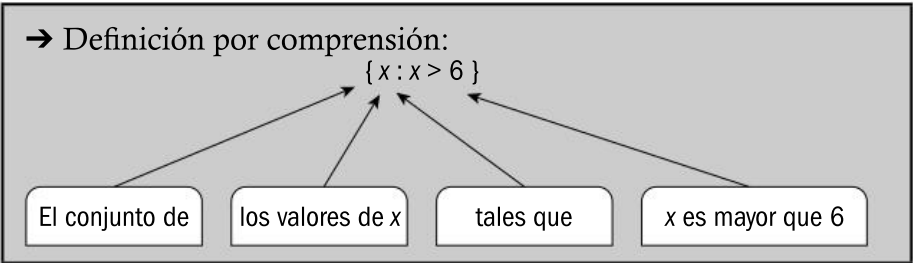 ➔ Definición por comprensión:
{ x : x > 6 }
El conjunto de
los valores de x
tales que
x es mayor que 6